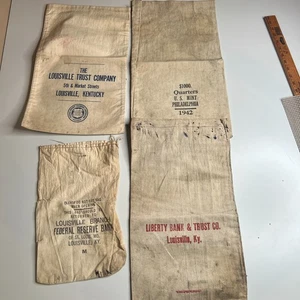 THE
LOUISVILLE TRUST COMPANY
5th & Market Streets
LOUISVILLE, KENTUCKY
$1000.
Quarters
U. S. MINT
PHILADELPHIA
1942
LOUISVILLE BRANCH
FEDERAL RESERVE BANK
LOUISVILLE, KY.
LIBERTY BANK & TRUST CO.
Louisville, Ky.